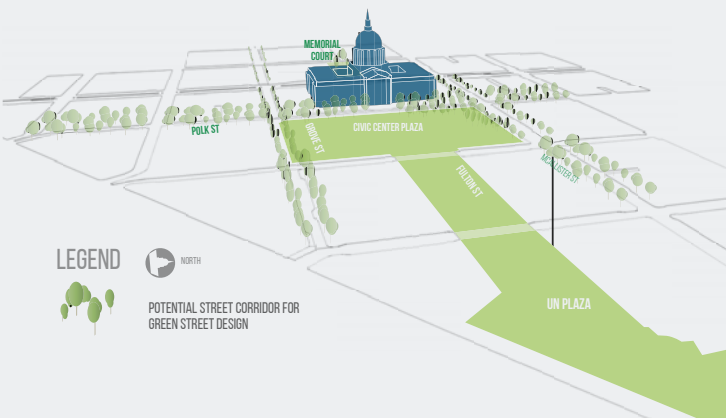 MEMORIAL
COURT
POLK ST
GROVE ST
CIVIC CENTER PLAZA
FULTON ST
MCALLISTER ST
UN PLAZA
LEGEND
NORTH
POTENTIAL STREET CORRIDOR FOR
GREEN STREET DESIGN